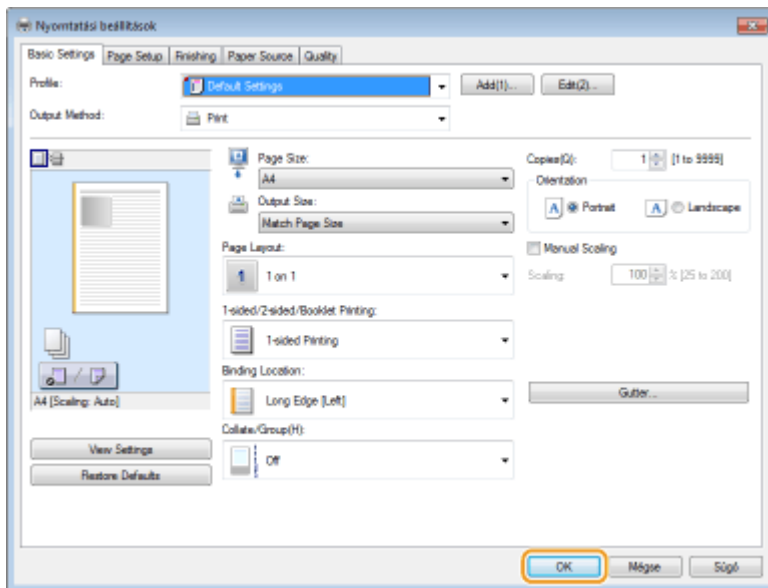 Nyomtatási beállítások
Basic Settings Page Setup Finishing Paper Source Quality
Profile: Default Settings Add(1)... Edit(2)...
Output Method: Print
Page Size: Copies(Q): 1 [1 to 9999]
A4 Orientation
Output Size: A Portrait A Landscape
Match Page Size
Page Layout: Manual Scaling
1 1 on 1 Scaling: 100 % [25 to 200]
1-sided/2-sided/Booklet Printing:
1-sided Printing
Binding Location:
Long Edge [Left] Gutter...
A4 [Scaling: Auto]
Collate/Group(H):
View Settings Off
Restore Defaults
OK Mégse Súgó